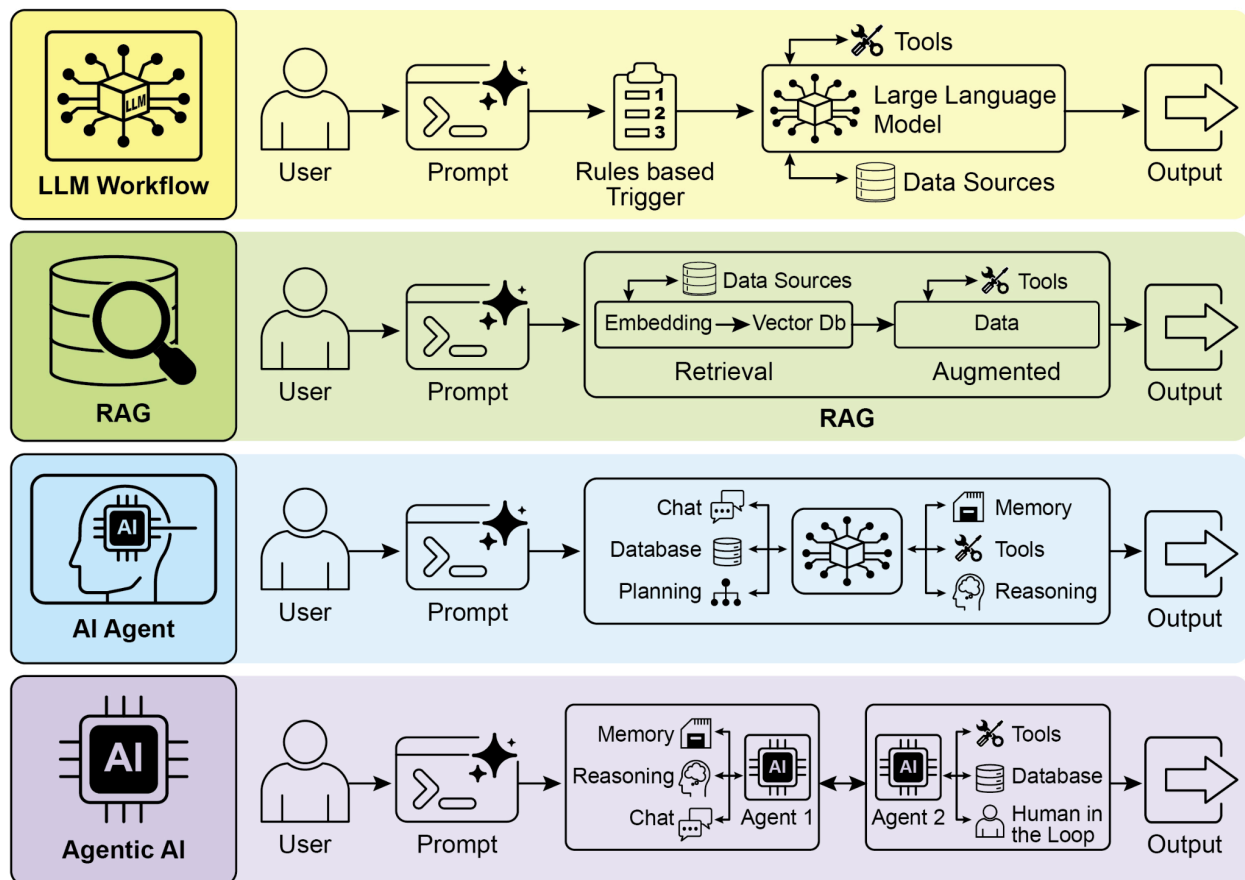 LLM
LLM Workflow
User
Prompt
1
2
3
Rules based
Trigger
Tools
Large Language
Model
Data Sources
Output
RAG
User
Prompt
Data Sources
Embedding
Vector Db
Retrieval
Tools
Data
Augmented
RAG
Output
AI
AI Agent
User
Prompt
Chat
Database
Planning
Memory
Tools
Reasoning
Output
AI
Agentic AI
User
Prompt
Memory
Reasoning
Chat
AI
Agent 1
AI
Agent 2
Tools
Database
Human in
the Loop
Output